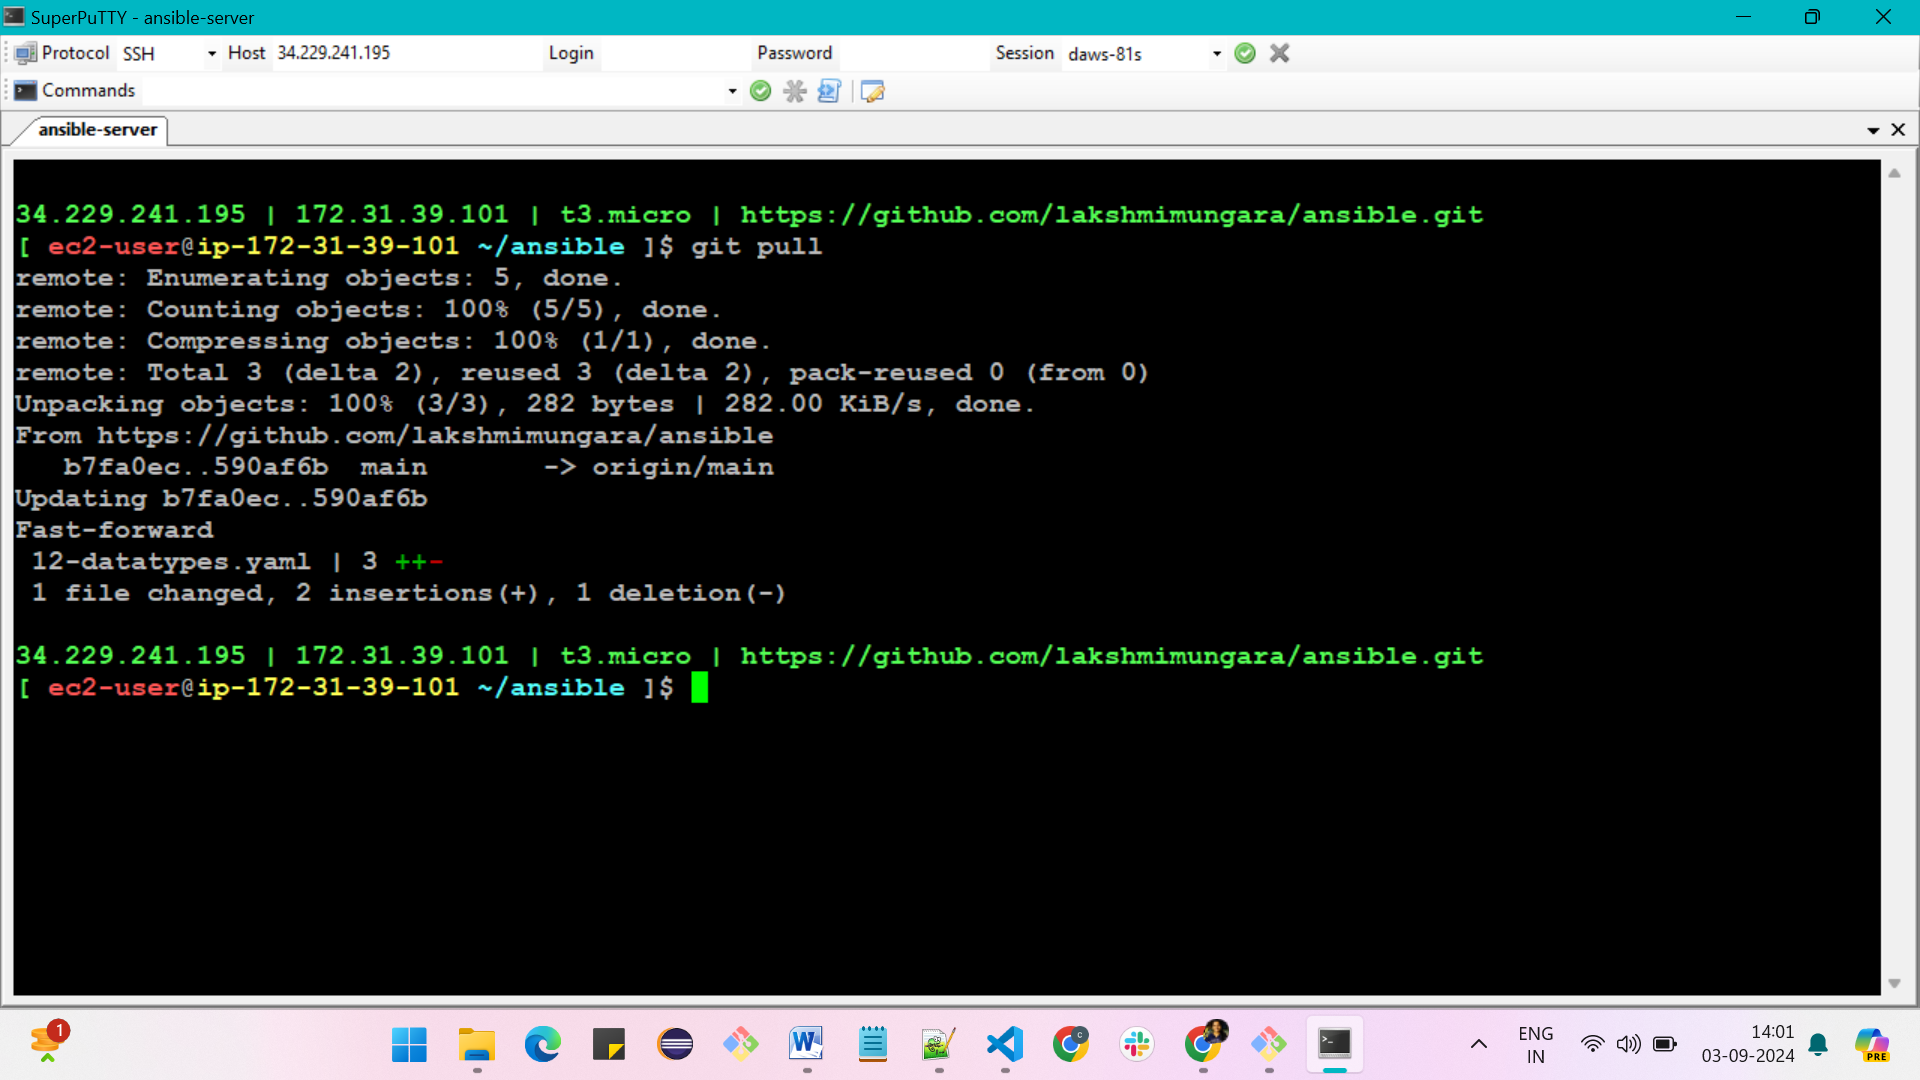 SuperPuTTY - ansible-server
Protocol SSH Host 34.229.241.195 Login Password Session daws-81s
Commands
ansible-server
34.229.241.195 | 172.31.39.101 | t3.micro | https://github.com/lakshmimungara/ansible.git
[ ec2-user@ip-172-31-39-101 ~/ansible ]$ git pull
remote: Enumerating objects: 5, done.
remote: Counting objects: 100% (5/5), done.
remote: Compressing objects: 100% (1/1), done.
remote: Total 3 (delta 2), reused 3 (delta 2), pack-reused 0 (from 0)
Unpacking objects: 100% (3/3), 282 bytes | 282.00 KiB/s, done.
From https://github.com/lakshmimungara/ansible
   b7fa0ec..590af6b  main       -> origin/main
Updating b7fa0ec..590af6b
Fast-forward
 12-datatypes.yaml | 3 ++-
 1 file changed, 2 insertions(+), 1 deletion(-)
34.229.241.195 | 172.31.39.101 | t3.micro | https://github.com/lakshmimungara/ansible.git
[ ec2-user@ip-172-31-39-101 ~/ansible ]$
1
ENG
IN
14:01
03-09-2024
PRE